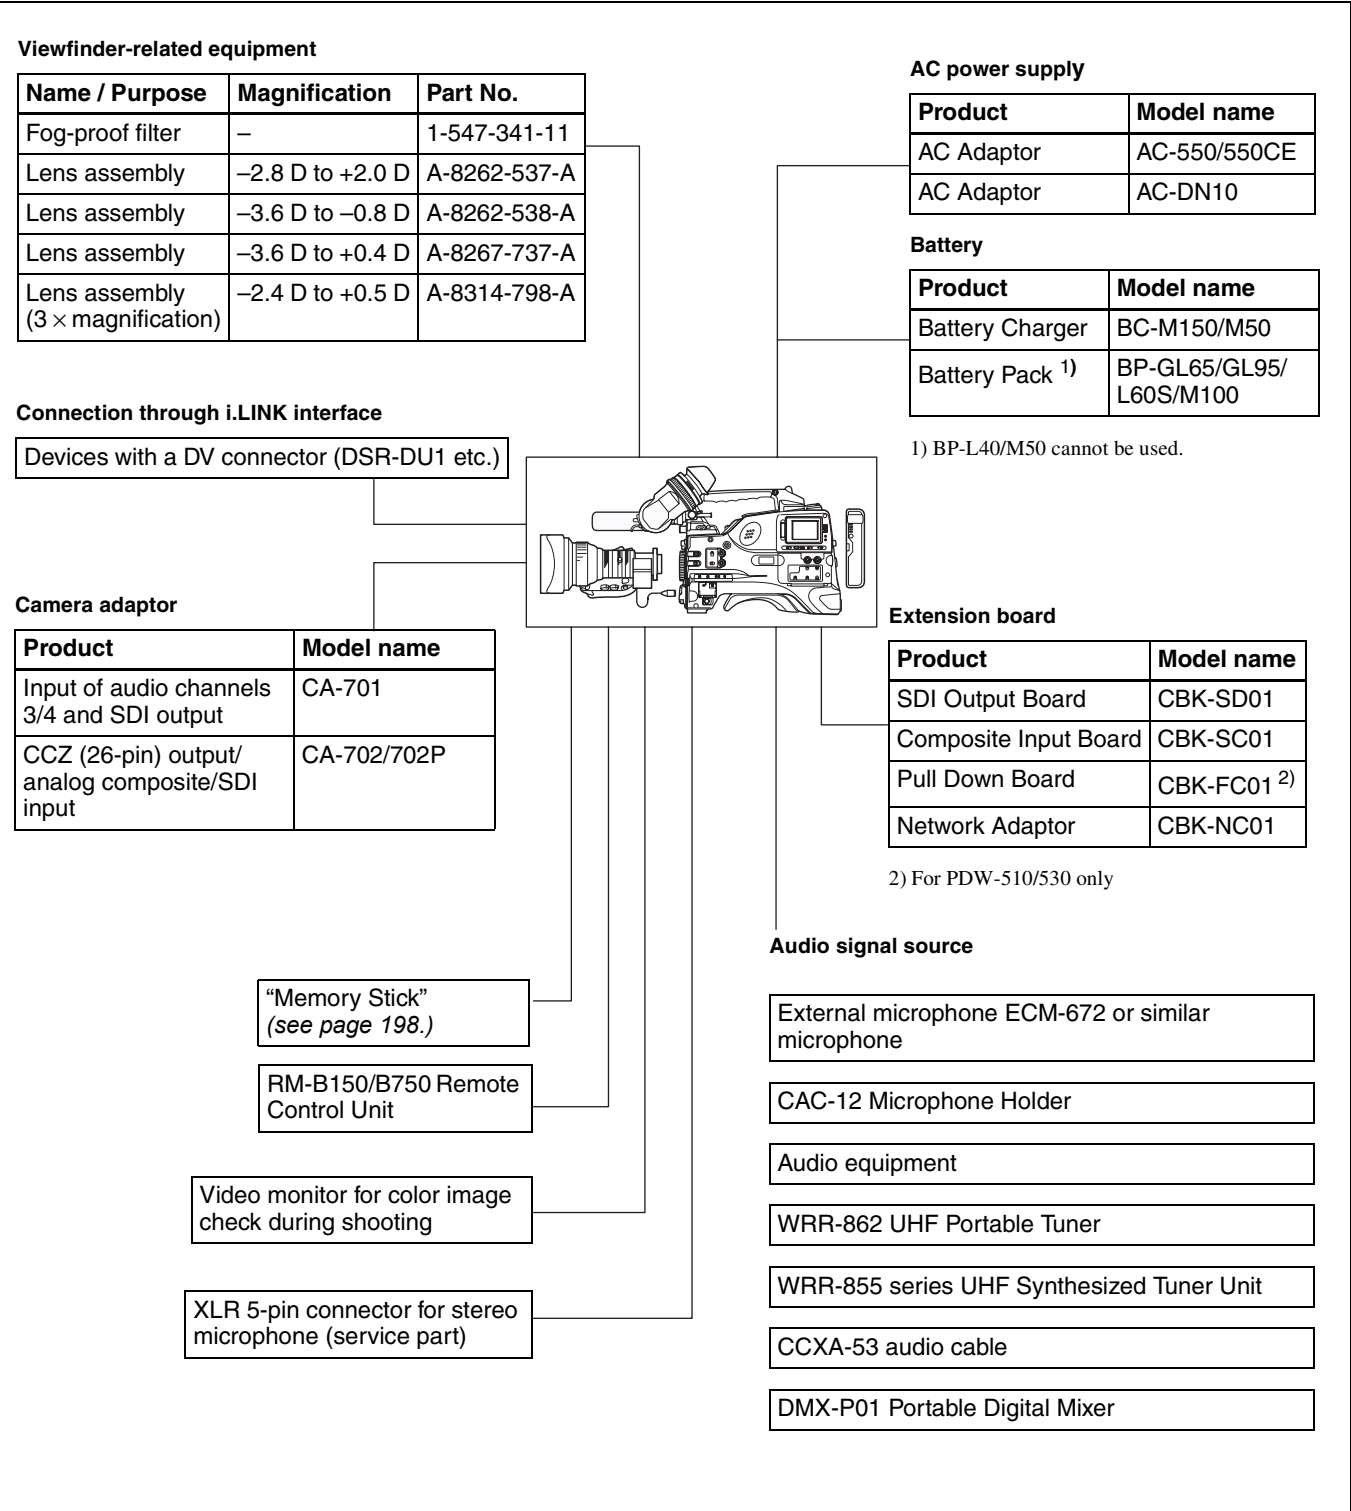 Viewfinder-related equipment
Name / Purpose Magnification Part No.
Fog-proof filter – 1-547-341-11
Lens assembly –2.8 D to +2.0 D A-8262-537-A
Lens assembly –3.6 D to –0.8 D A-8262-538-A
Lens assembly –3.6 D to +0.4 D A-8267-737-A
Lens assembly –2.4 D to +0.5 D A-8314-798-A
(3 × magnification)
AC power supply
Product Model name
AC Adaptor AC-550/550CE
AC Adaptor AC-DN10
Battery
Product Model name
Battery Charger BC-M150/M50
Battery Pack 1) BP-GL65/GL95/
L60S/M100
1) BP-L40/M50 cannot be used.
Connection through i.LINK interface
Devices with a DV connector (DSR-DU1 etc.)
Camera adaptor
Product Model name
Input of audio channels CA-701
3/4 and SDI output
CCZ (26-pin) output/ CA-702/702P
analog composite/SDI
input
Extension board
Product Model name
SDI Output Board CBK-SD01
Composite Input Board CBK-SC01
Pull Down Board CBK-FC01 2)
Network Adaptor CBK-NC01
2) For PDW-510/530 only
“Memory Stick”
(see page 198.)
RM-B150/B750 Remote
Control Unit
Video monitor for color image
check during shooting
XLR 5-pin connector for stereo
microphone (service part)
Audio signal source
External microphone ECM-672 or similar
microphone
CAC-12 Microphone Holder
Audio equipment
WRR-862 UHF Portable Tuner
WRR-855 series UHF Synthesized Tuner Unit
CCXA-53 audio cable
DMX-P01 Portable Digital Mixer